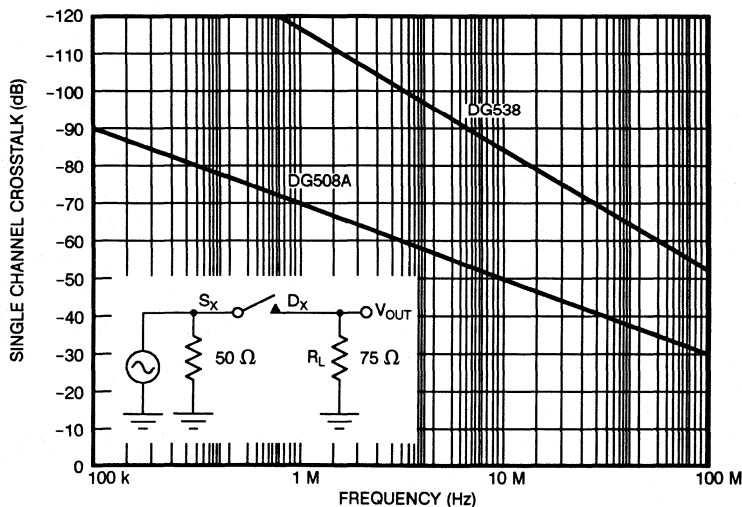 SINGLE CHANNEL CROSSTALK (dB)
–120
–110
–100
–90
–80
–70
–60
–50
–40
–30
–20
–10
0
DG538
DG508A
SX
DX
VOUT
50 Ω
RL
75 Ω
100 k
1 M
10 M
100 M
FREQUENCY (Hz)